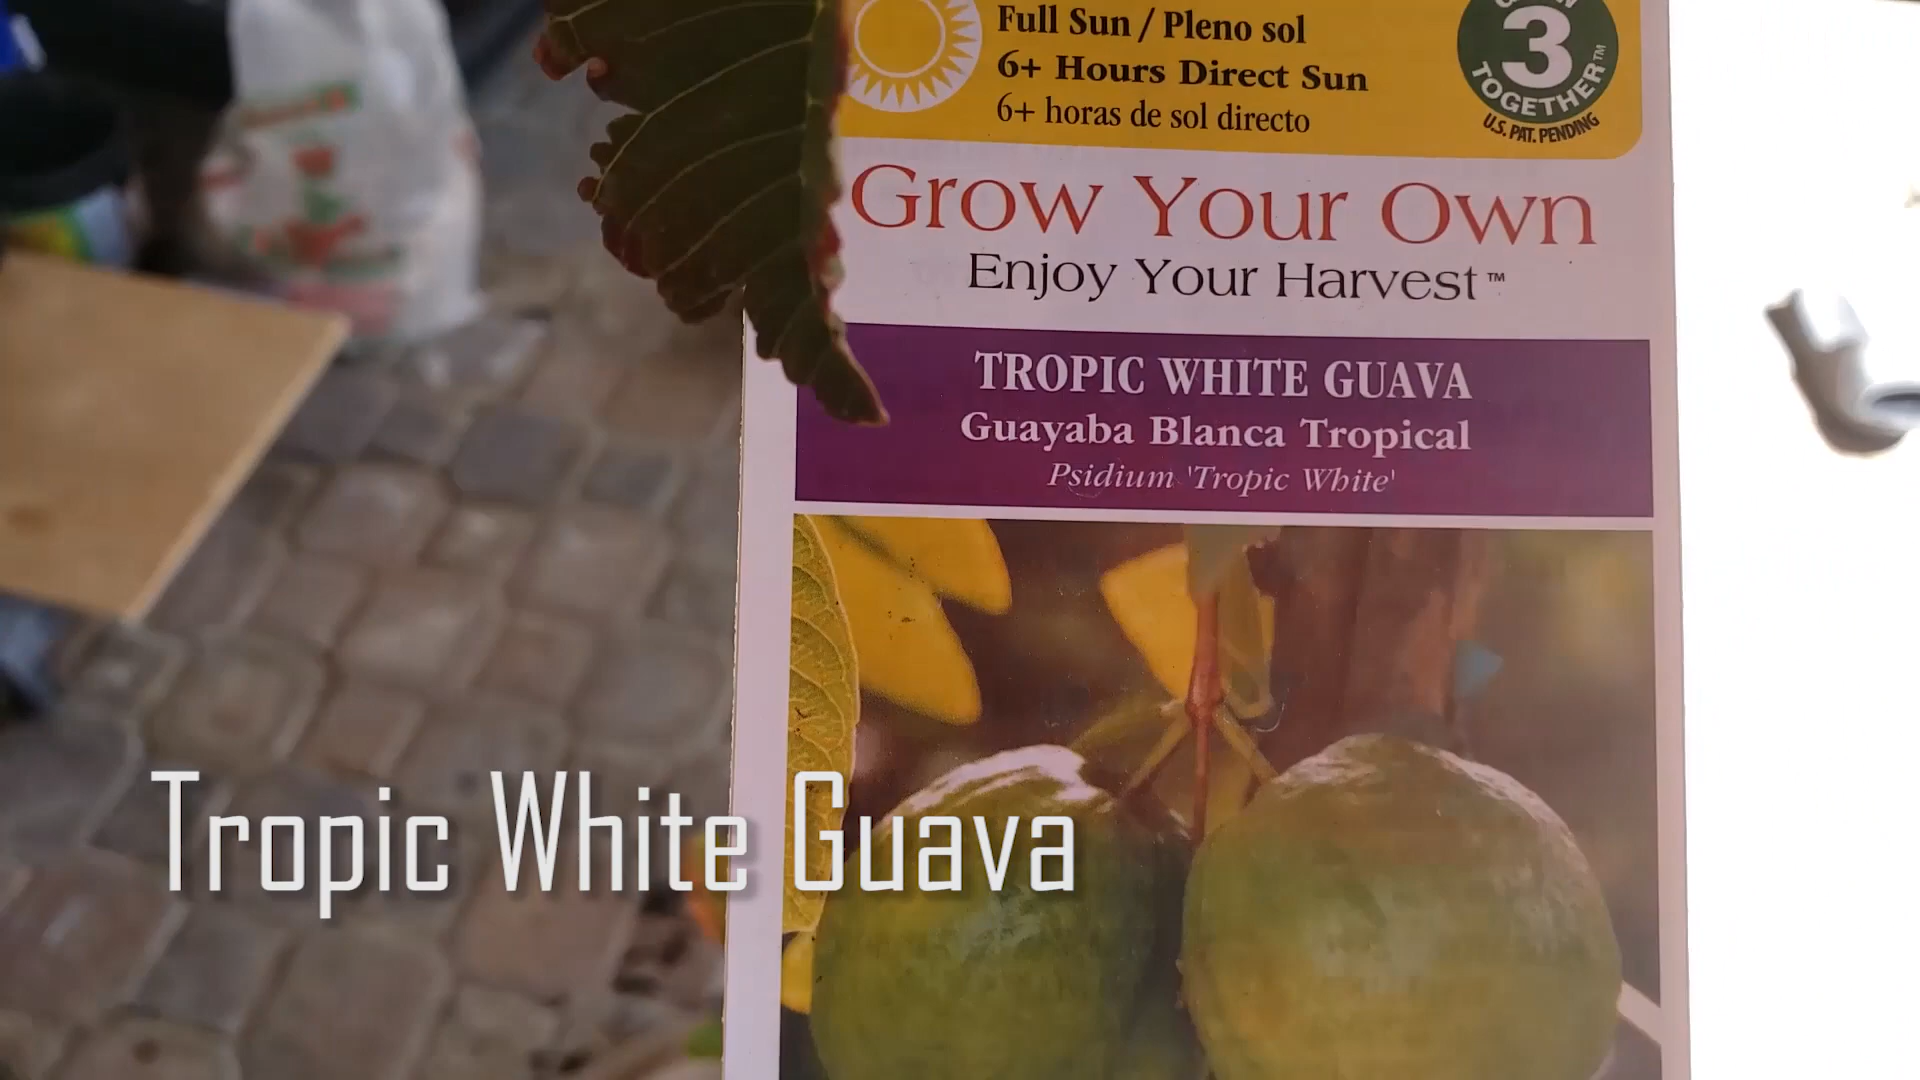 Full Sun / Pleno sol
6+ Hours Direct Sun
6+ horas de sol directo
3
TOGETHER™
U.S. PAT. PENDING
Grow Your Own
Enjoy Your Harvest™
TROPIC WHITE GUAVA
Guayaba Blanca Tropical
Psidium 'Tropic White'
Tropic White Guava